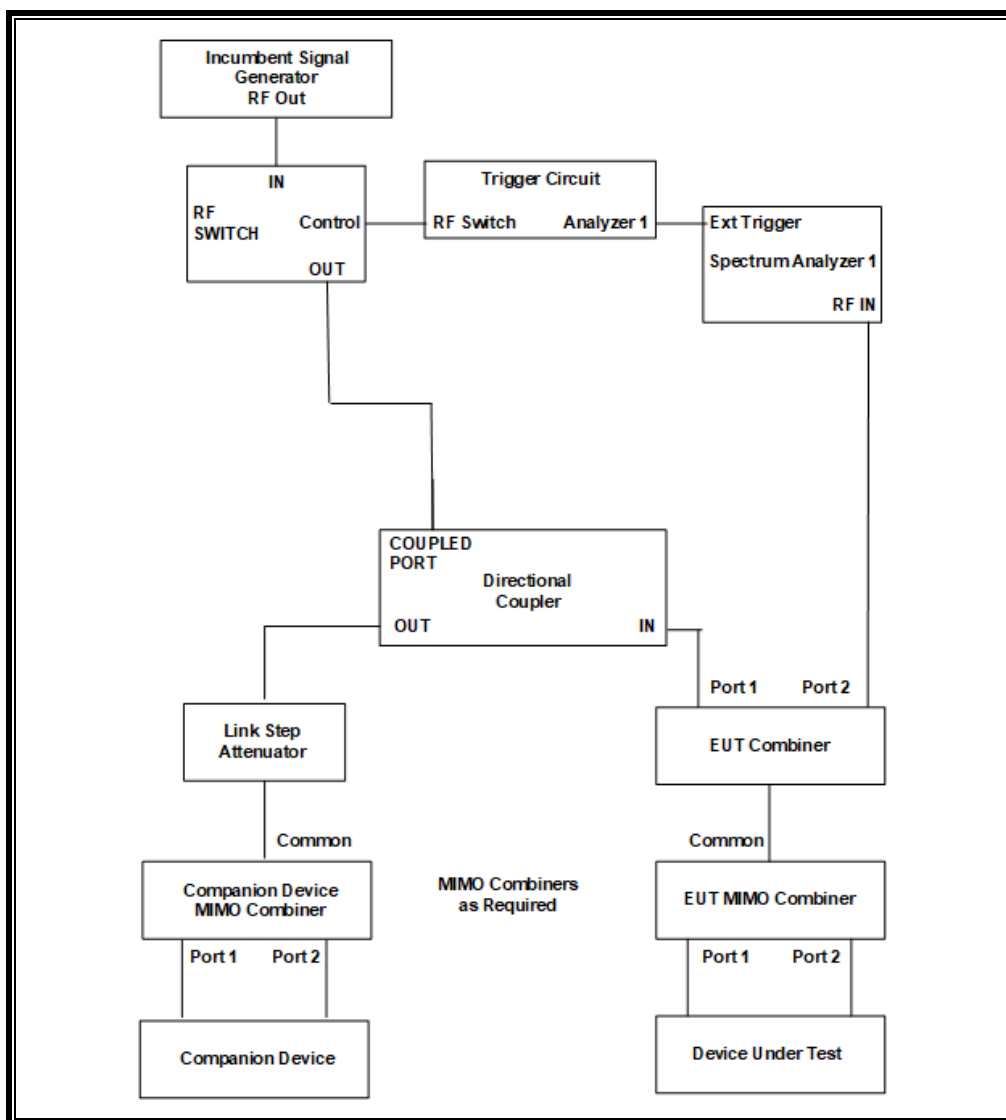 Incumbent Signal
Generator
RF Out
IN
RF
SWITCH
Control
OUT
Trigger Circuit
RF Switch
Analyzer 1
Ext Trigger
Spectrum Analyzer 1
RF IN
COUPLED
PORT
Directional
Coupler
OUT
IN
Port 1
Port 2
Link Step
Attenuator
EUT Combiner
Common
Common
Companion Device
MIMO Combiner
MIMO Combiners
as Required
EUT MIMO Combiner
Port 1
Port 2
Port 1
Port 2
Companion Device
Device Under Test